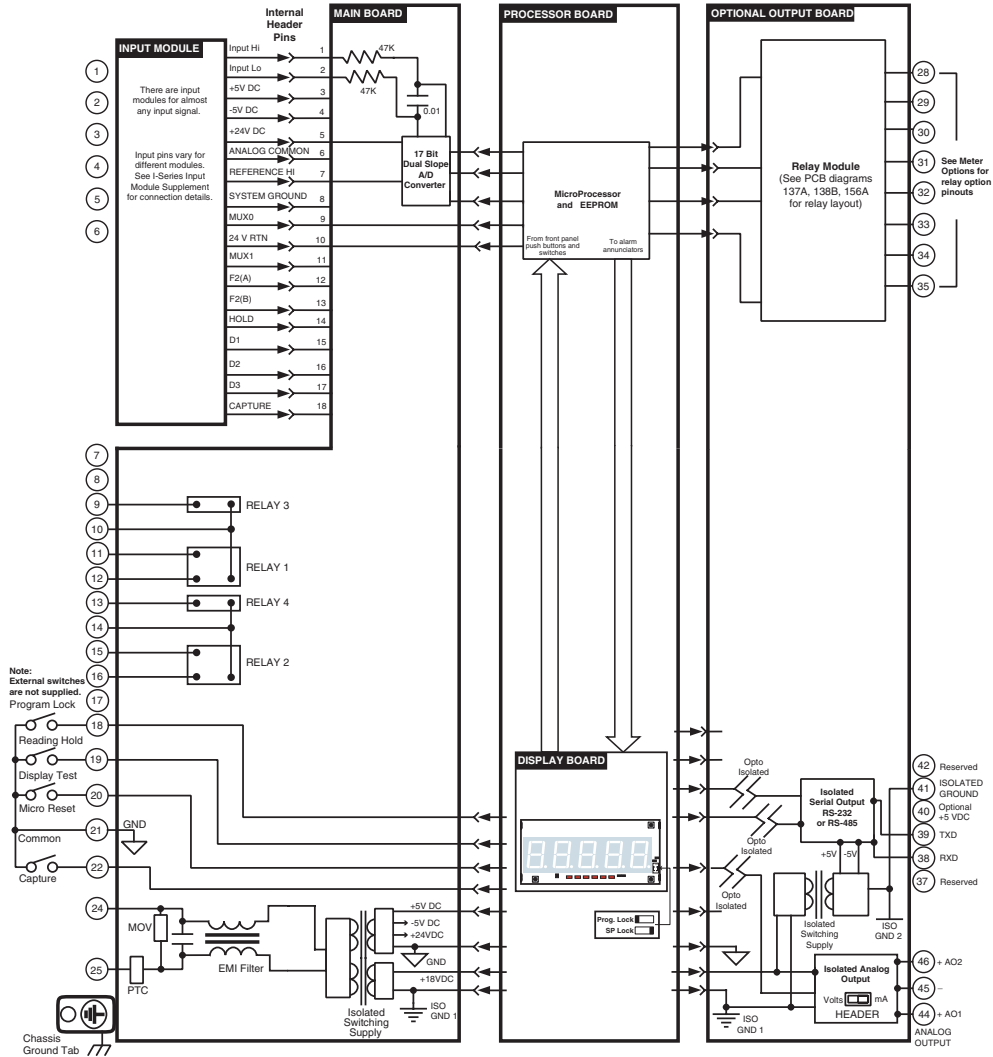 Internal
Header
Pins
MAIN BOARD
PROCESSOR BOARD
OPTIONAL OUTPUT BOARD
INPUT MODULE
There are input
modules for almost
any input signal.
Input pins vary for
different modules.
See I-Series Input
Module Supplement
for connection details.
1
2
3
4
5
6
Input Hi 1
Input Lo 2
+5V DC 3
-5V DC 4
+24V DC 5
ANALOG COMMON 6
REFERENCE HI 7
SYSTEM GROUND 8
MUX0 9
24 V RTN 10
MUX1 11
F2(A) 12
F2(B) 13
HOLD 14
D1 15
D2 16
D3 17
CAPTURE 18
47K
47K
0.01
17 Bit
Dual Slope
A/D
Converter
MicroProcessor
and EEPROM
From front panel
push buttons and
switches
To alarm
annunciators
Relay Module
(See PCB diagrams
137A, 138B, 156A
for relay layout)
28
29
30
31
32
33
34
35
See Meter
Options for
relay option
pinouts
7
8
9
10
11
12
13
14
15
16
17
18
19
20
21
22
24
25
RELAY 3
RELAY 1
RELAY 4
RELAY 2
Note:
External switches
are not supplied.
Program Lock
Reading Hold
Display Test
Micro Reset
Common
Capture
GND
MOV
PTC
EMI Filter
Chassis
Ground Tab
+5V DC
-5V DC
+24VDC
GND
+18VDC
ISO
GND 1
Isolated
Switching
Supply
DISPLAY BOARD
8.8.8.8.8.
Prog. Lock
SP Lock
Opto
Isolated
Opto
Isolated
Opto
Isolated
Isolated
Serial Output
RS-232
or RS-485
+5V -5V
Isolated
Switching
Supply
ISO
GND 2
42 Reserved
41 ISOLATED
GROUND
40 Optional
+5 VDC
39 TXD
38 RXD
37 Reserved
Isolated Analog
Output
Volts mA
HEADER
ISO
GND 1
46 + AO2
45 –
44 + AO1
ANALOG
OUTPUT